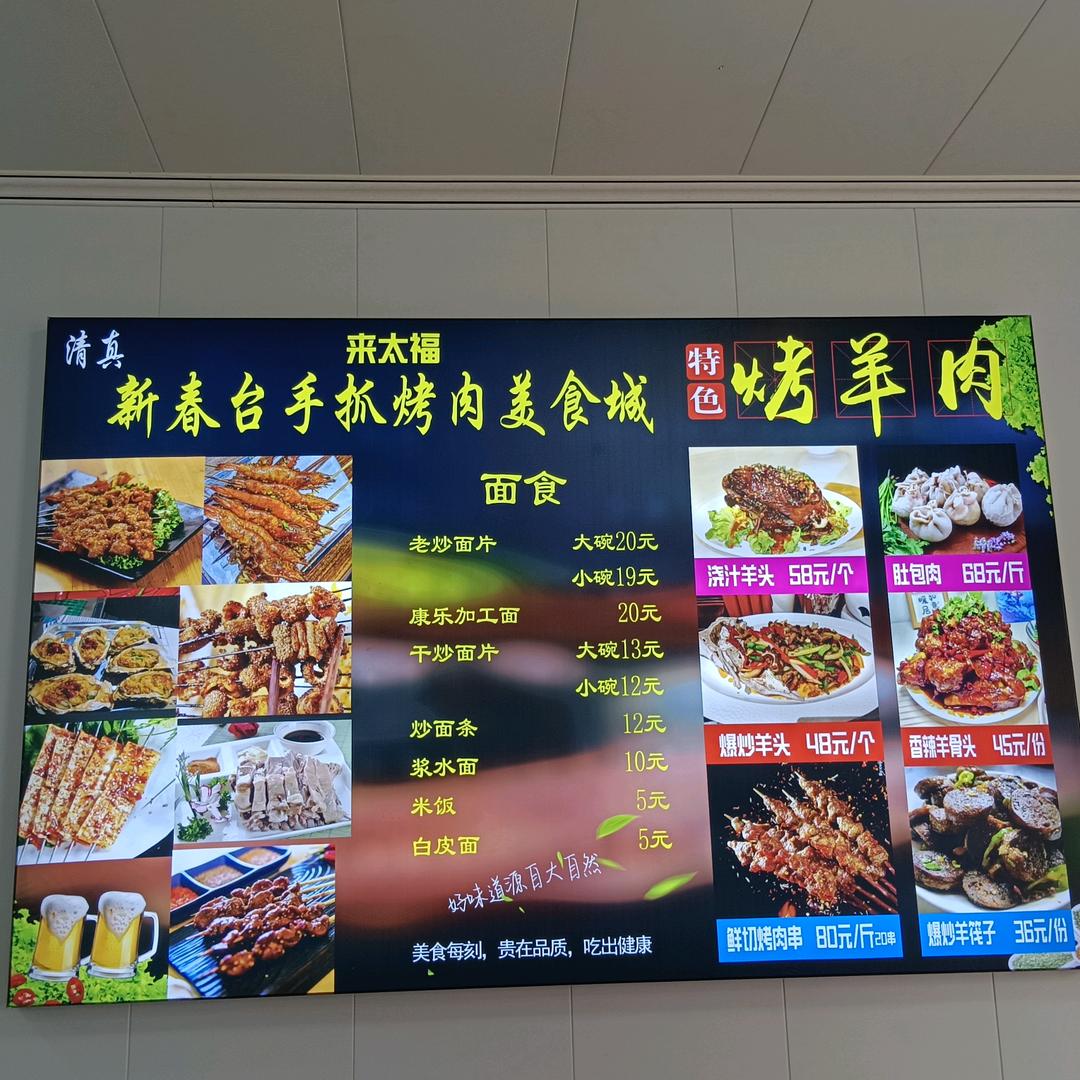 清真
来太福
新春台手抓烤肉美食城
特色
烤羊肉
面食
老炒面片 大碗20元
小碗19元
康乐加工面 20元
干炒面片 大碗13元
小碗12元
炒面条 12元
浆水面 10元
米饭 5元
白皮面 5元
好味道源自大自然
美食每刻，贵在品质，吃出健康
浇汁羊头 58元/个
肚包肉 68元/斤
爆炒羊头 48元/个
香辣羊骨头 45元/份
鲜切烤肉串 80元/斤20串
爆炒羊筏子 36元/份